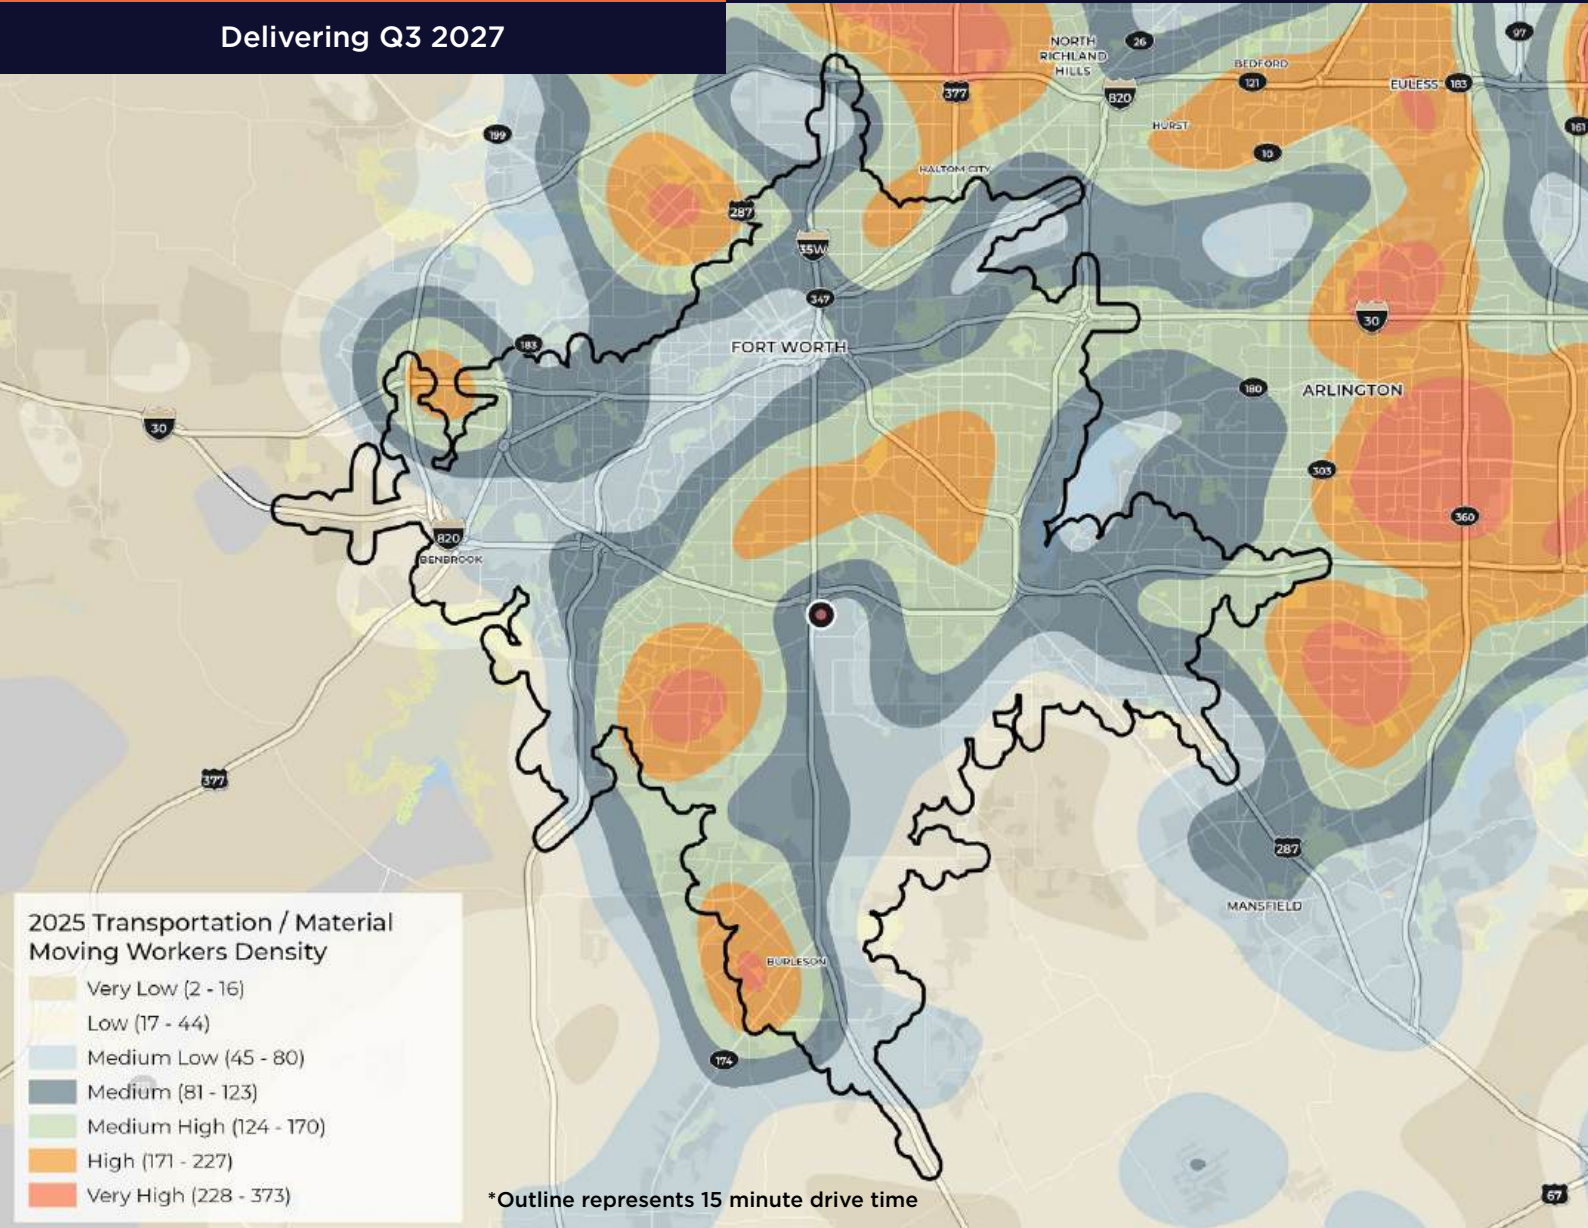 Delivering Q3 2027
97
26
NORTH
RICHLAND
HILLS
BEDFORD
121
EULESS
183
377
820
161
HURST
199
10
HALTOM CITY
287
35W
347
30
183
FORT WORTH
180
ARLINGTON
30
303
360
820
BENBROOK
377
287
MANSFIELD
BURLESON
174
67
2025 Transportation / Material
Moving Workers Density
Very Low (2 - 16)
Low (17 - 44)
Medium Low (45 - 80)
Medium (81 - 123)
Medium High (124 - 170)
High (171 - 227)
Very High (228 - 373)
*Outline represents 15 minute drive time